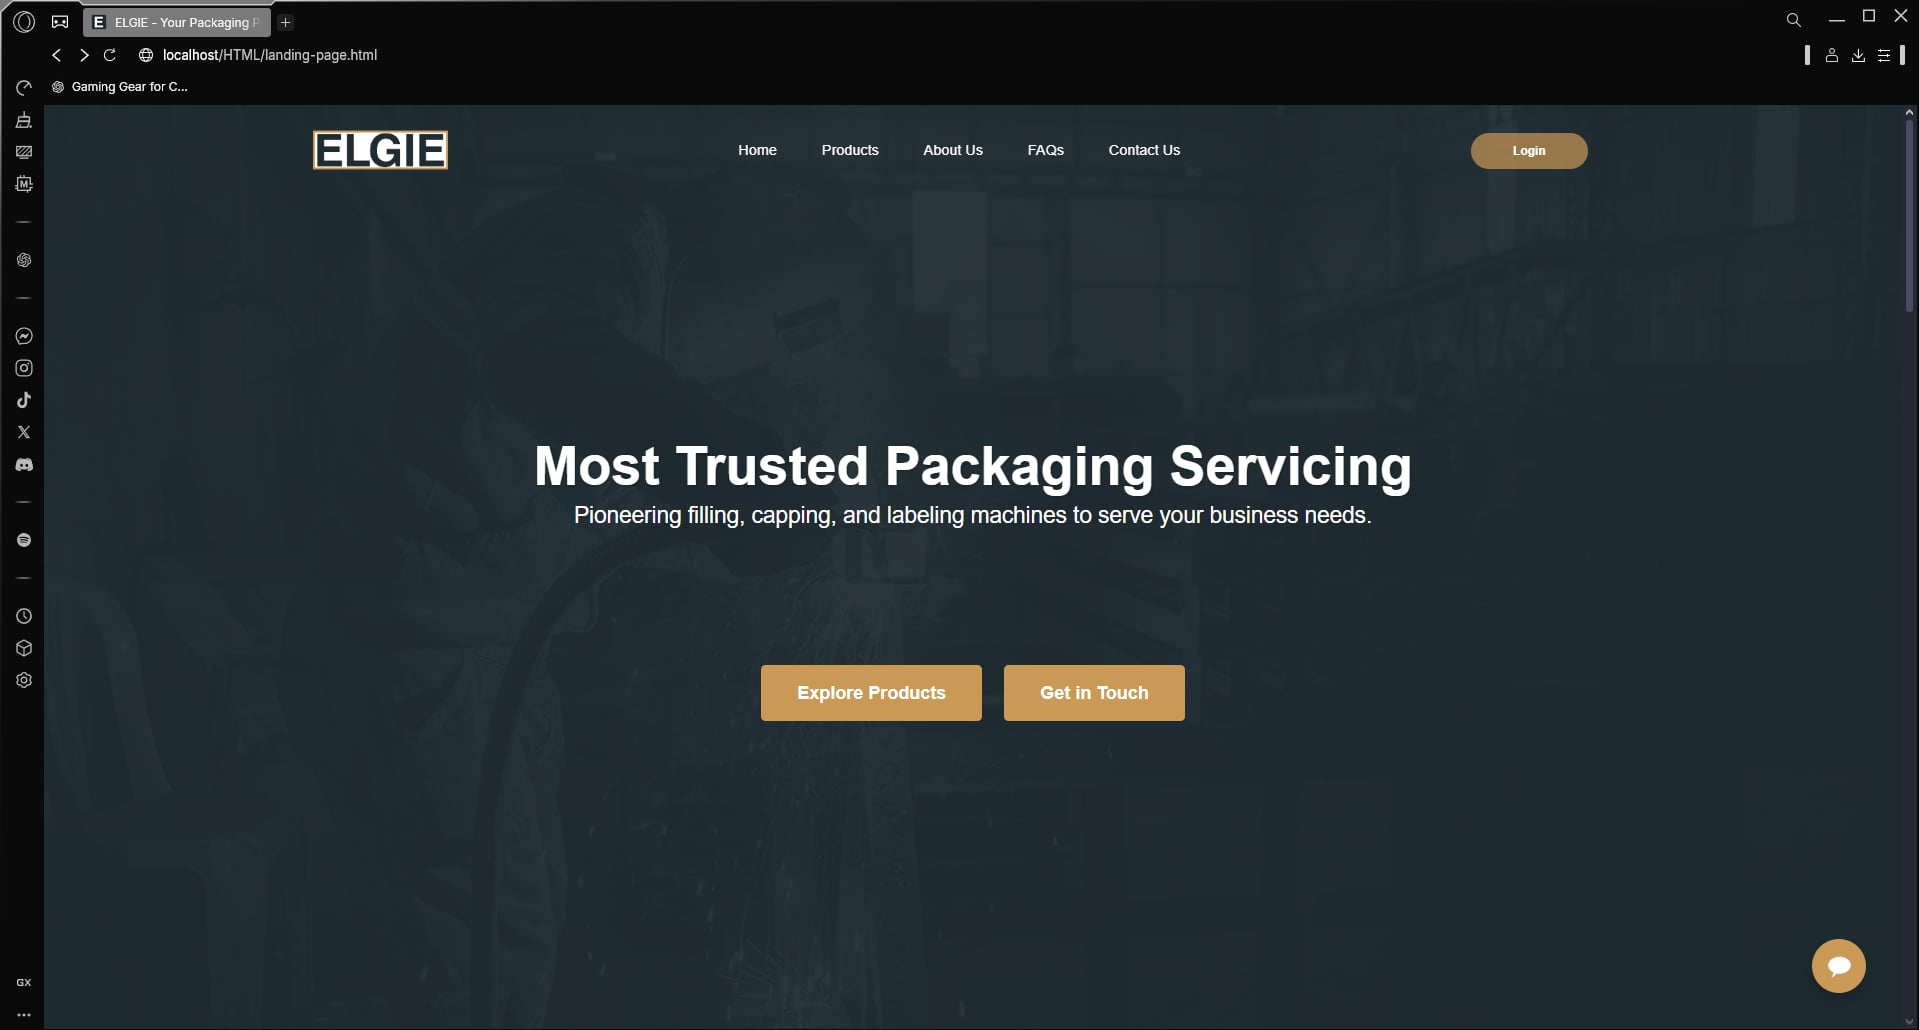 ELGIE - Your Packaging P
localhost/HTML/landing-page.html
Gaming Gear for C...
M
ELGIE
Home
Products
About Us
FAQs
Contact Us
Login
Most Trusted Packaging Servicing
Pioneering filling, capping, and labeling machines to serve your business needs.
Explore Products
Get in Touch
GX